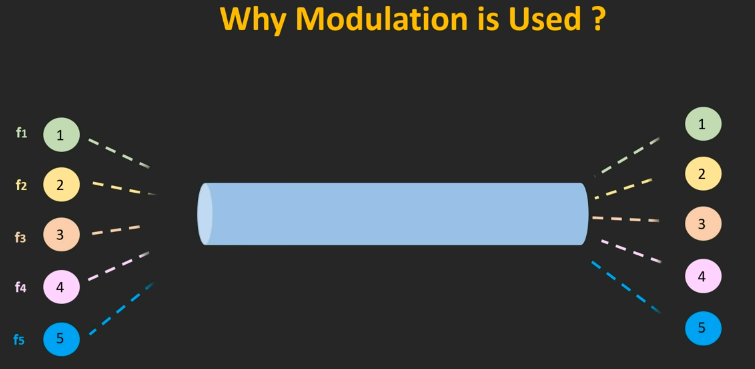 Why Modulation is Used ?
f1 1 1
f2 2 2
f3 3 3
f4 4 4
f5 5 5